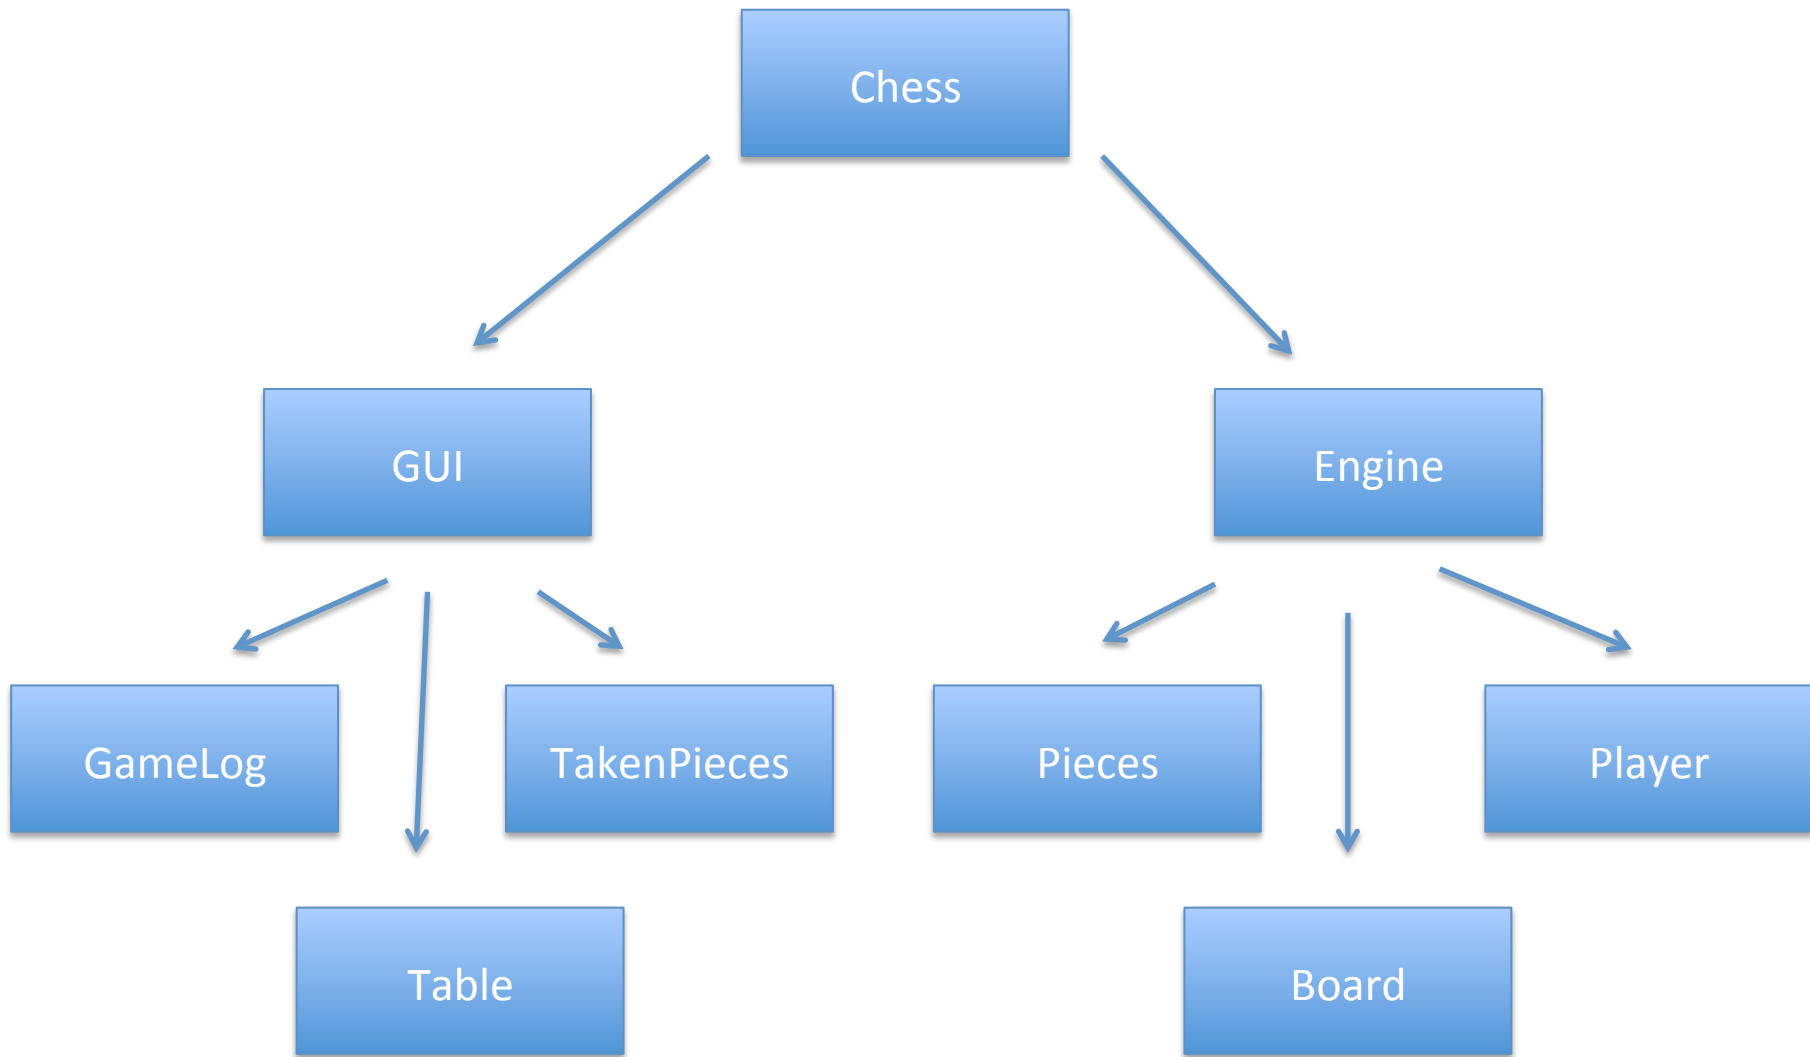 Chess
GUI
Engine
GameLog
TakenPieces
Pieces
Player
Table
Board